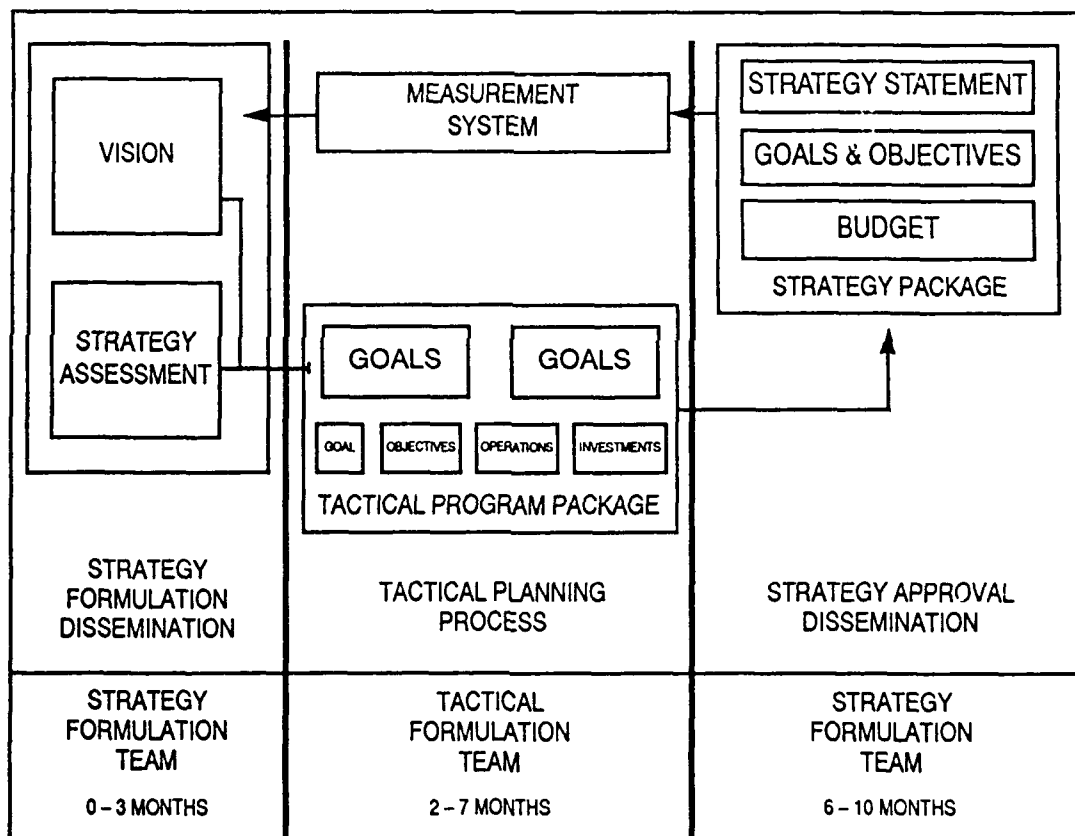 VISION
STRATEGY
ASSESSMENT
STRATEGY
FORMULATION
DISSEMINATION
STRATEGY
FORMULATION
TEAM
0 – 3 MONTHS
MEASUREMENT
SYSTEM
GOALS
GOALS
GOAL
OBJECTIVES
OPERATIONS
INVESTMENTS
TACTICAL PROGRAM PACKAGE
TACTICAL PLANNING
PROCESS
TACTICAL
FORMULATION
TEAM
2 – 7 MONTHS
STRATEGY STATEMENT
GOALS & OBJECTIVES
BUDGET
STRATEGY PACKAGE
STRATEGY APPROVAL
DISSEMINATION
STRATEGY
FORMULATION
TEAM
6 – 10 MONTHS